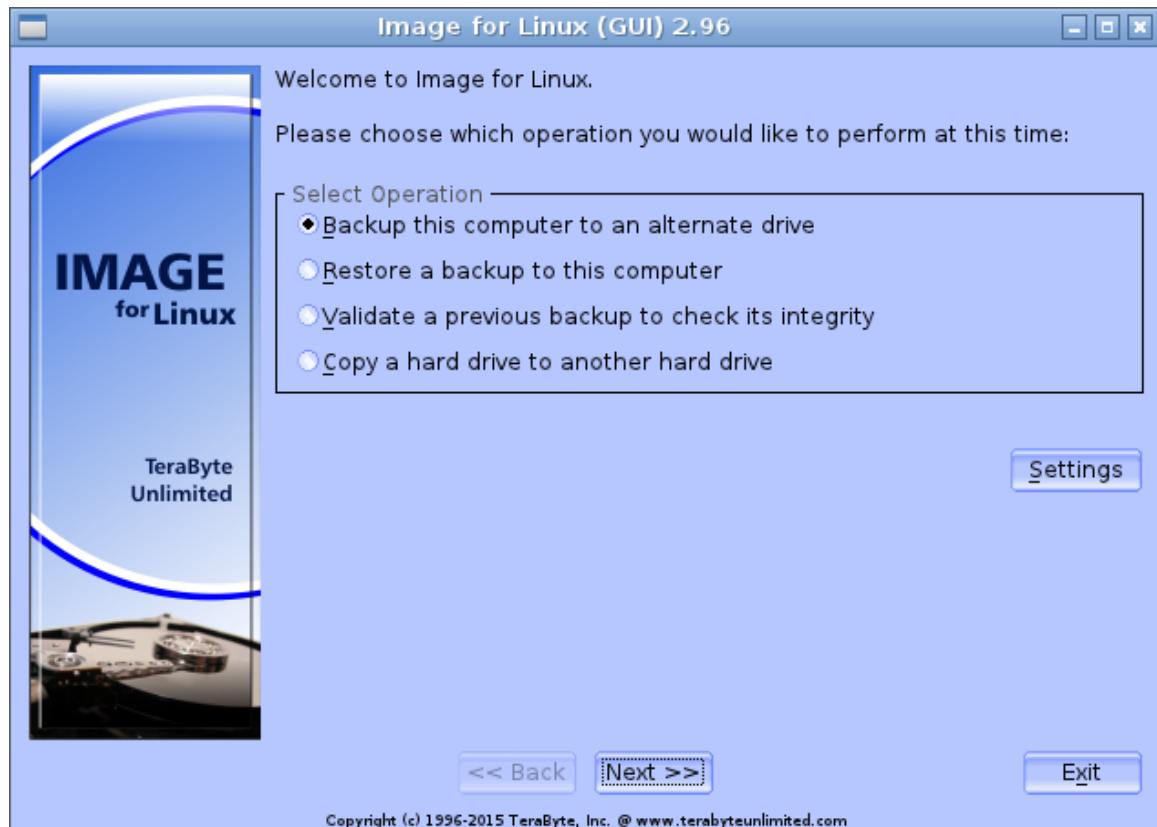 Image for Linux (GUI) 2.96
Welcome to Image for Linux.
Please choose which operation you would like to perform at this time:
Select Operation
Backup this computer to an alternate drive
Restore a backup to this computer
Validate a previous backup to check its integrity
Copy a hard drive to another hard drive
IMAGE
for Linux
TeraByte
Unlimited
Settings
<< Back
Next >>
Exit
Copyright (c) 1996-2015 TeraByte, Inc. @ www.terabyteunlimited.com